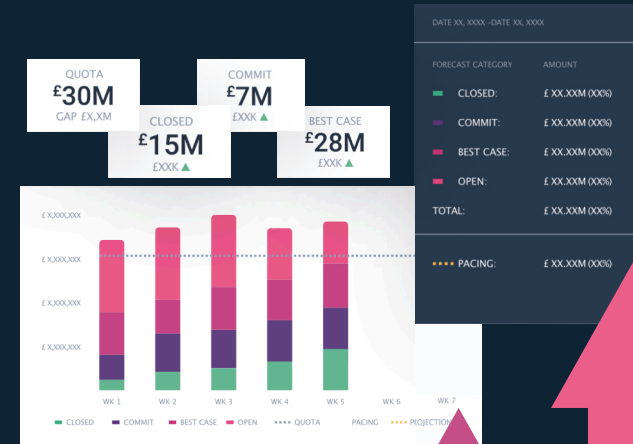 DATE XX, XXXX -DATE XX, XXXX
FORECAST CATEGORY AMOUNT
CLOSED: £ XX.XXM (XX%)
COMMIT: £ XX.XXM (XX%)
BEST CASE: £ XX.XXM (XX%)
OPEN: £ XX.XXM (XX%)
TOTAL: £ XX.XXM (XX%)
PACING: £ XX.XXM (XX%)
QUOTA
£30M
GAP £X,XM
COMMIT
£7M
£XXK
CLOSED
£15M
£XXK
BEST CASE
£28M
£XXK
£ X,XXX,XXX
£ X,XXX,XXX
£ X,XXX,XXX
£ X,XXX,XXX
WK 1 WK 2 WK 3 WK 4 WK 5 WK 6 WK 7
CLOSED COMMIT BEST CASE OPEN QUOTA PACING PROJECTION